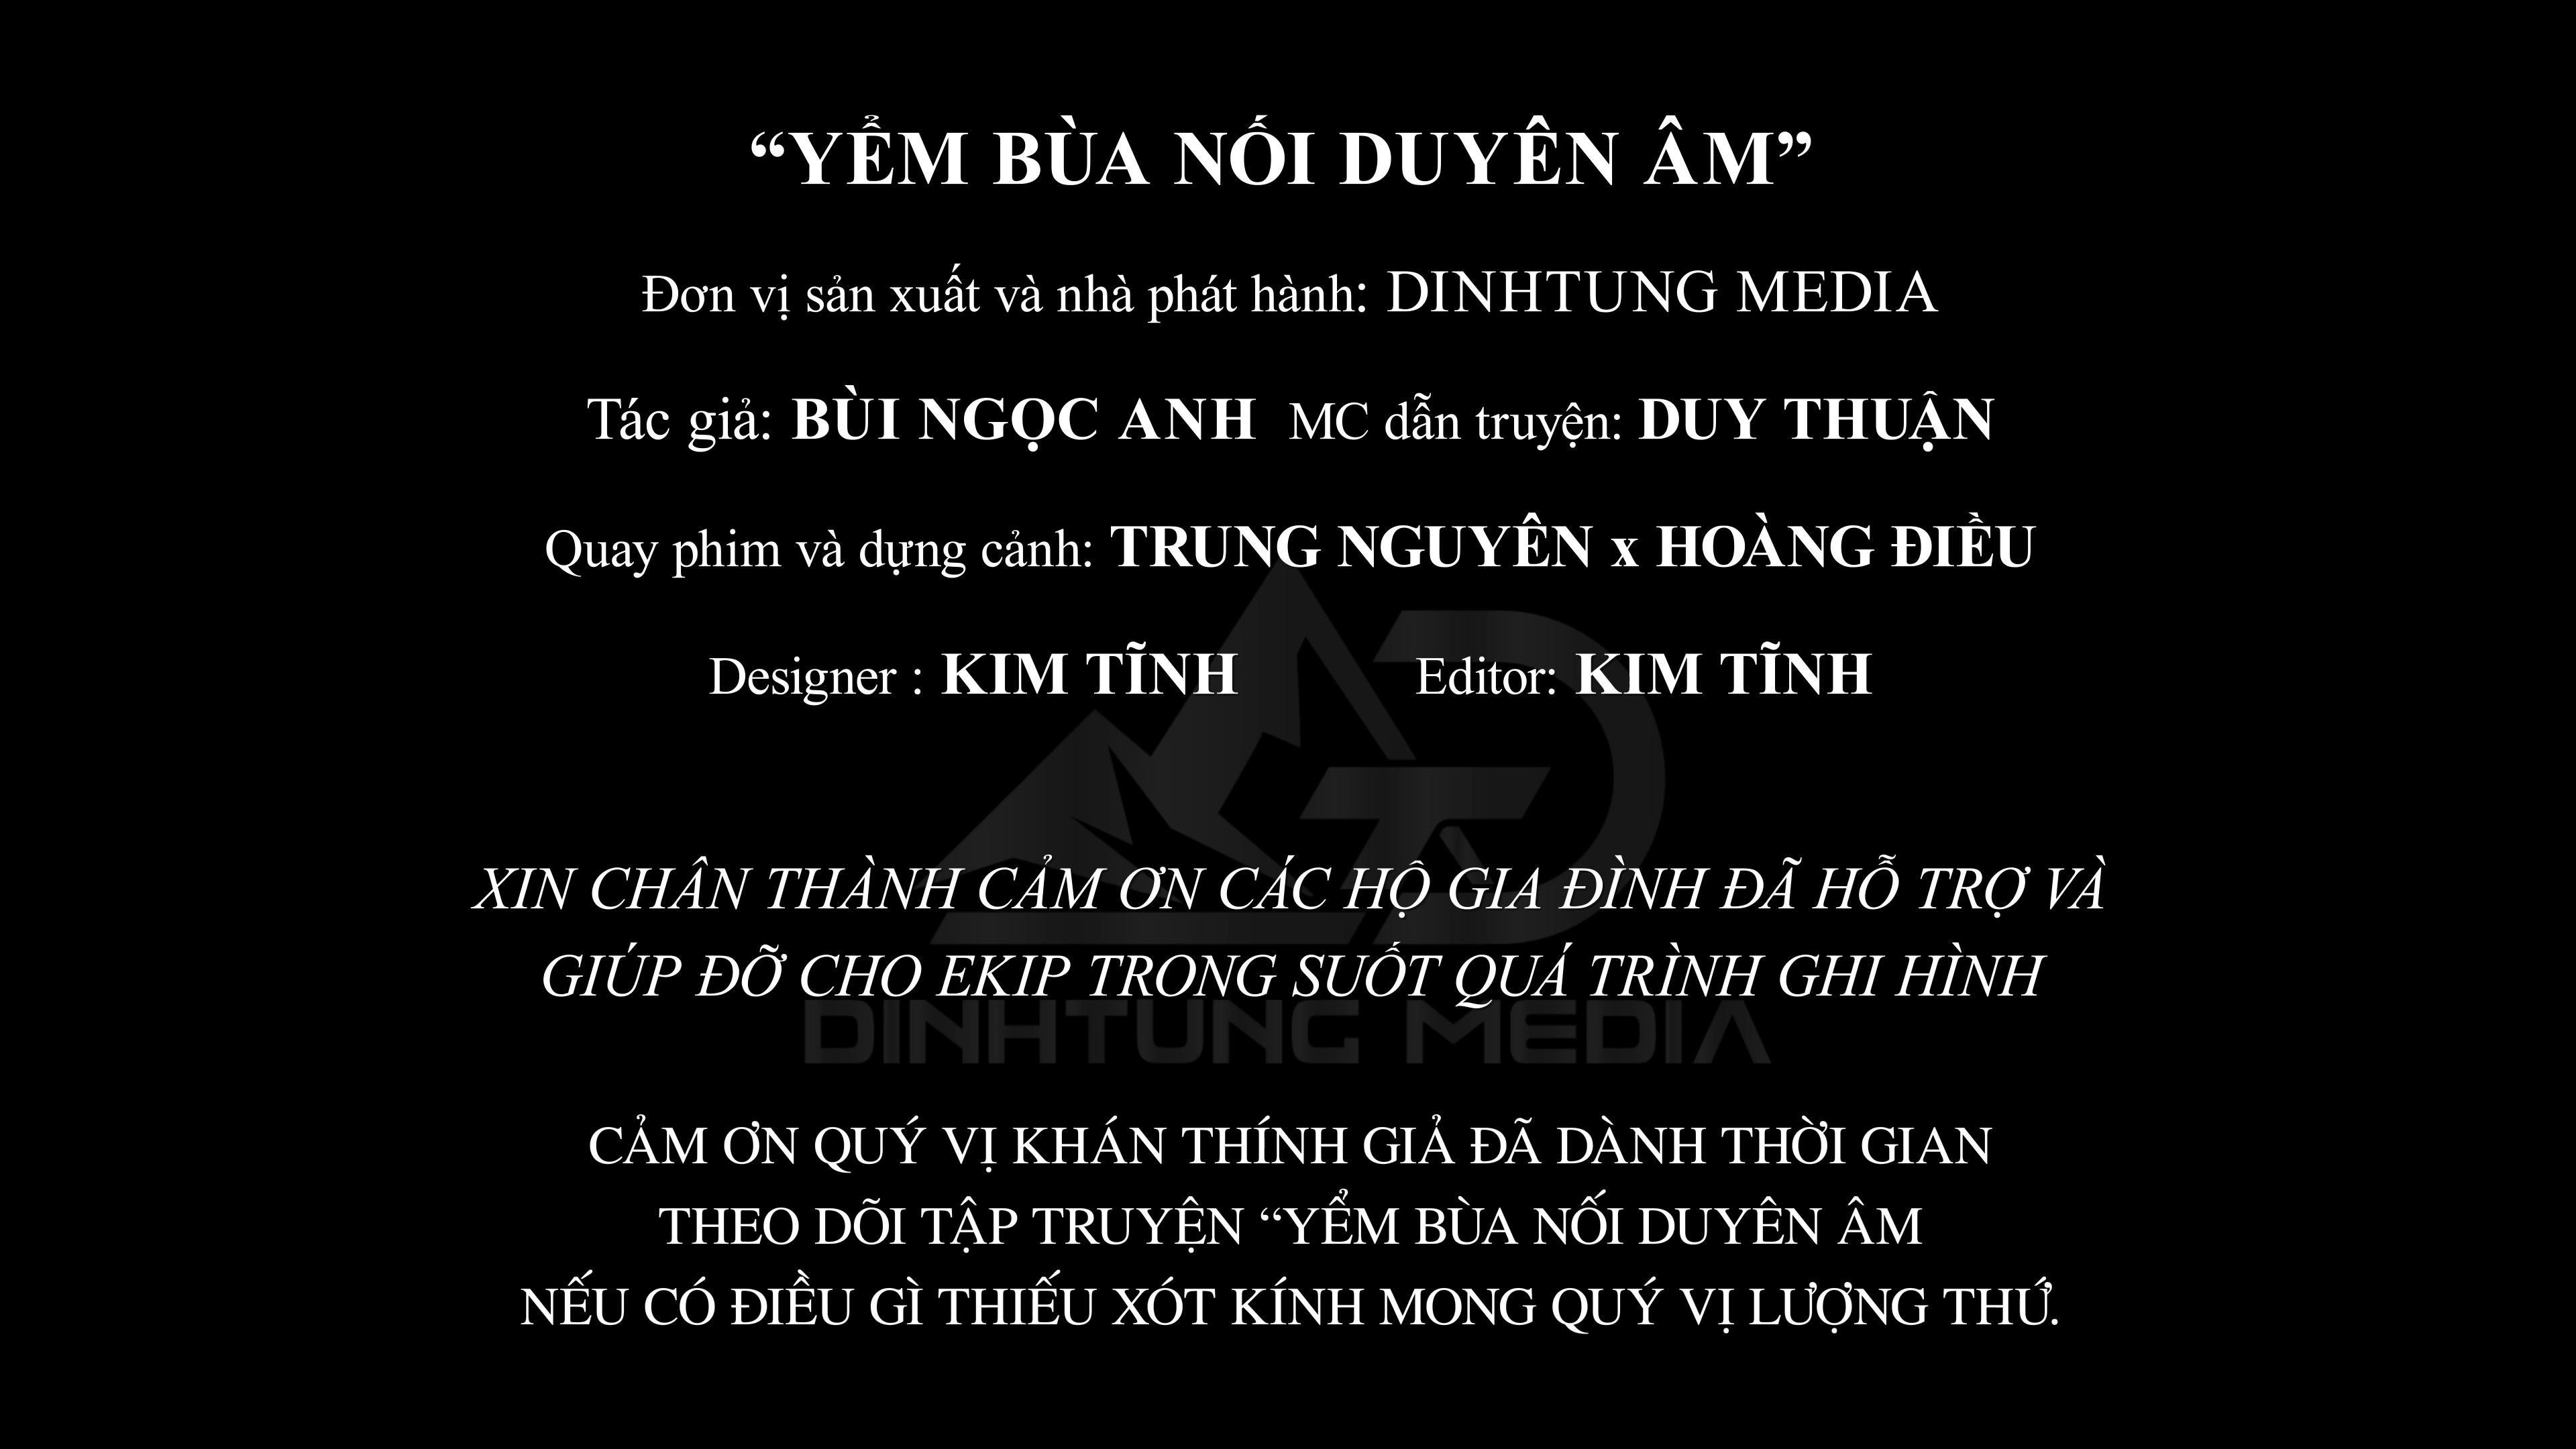 “YỂM BÙA NỐI DUYÊN ÂM”
Đơn vị sản xuất và nhà phát hành: DINHTUNG MEDIA
Tác giả: BÙI NGỌC ANH MC dẫn truyện: DUY THUẬN
Quay phim và dựng cảnh: TRUNG NGUYÊN x HOÀNG ĐIỀU
Designer : KIM TĨNH Editor: KIM TĨNH
XIN CHÂN THÀNH CẢM ƠN CÁC HỘ GIA ĐÌNH ĐÃ HỖ TRỢ VÀ
GIÚP ĐỠ CHO EKIP TRONG SUỐT QUÁ TRÌNH GHI HÌNH
DINHTUNG MEDIA
CẢM ƠN QUÝ VỊ KHÁN THÍNH GIẢ ĐÃ DÀNH THỜI GIAN
THEO DÕI TẬP TRUYỆN “YỂM BÙA NỐI DUYÊN ÂM
NẾU CÓ ĐIỀU GÌ THIẾU XÓT KÍNH MONG QUÝ VỊ LƯỢNG THỨ.